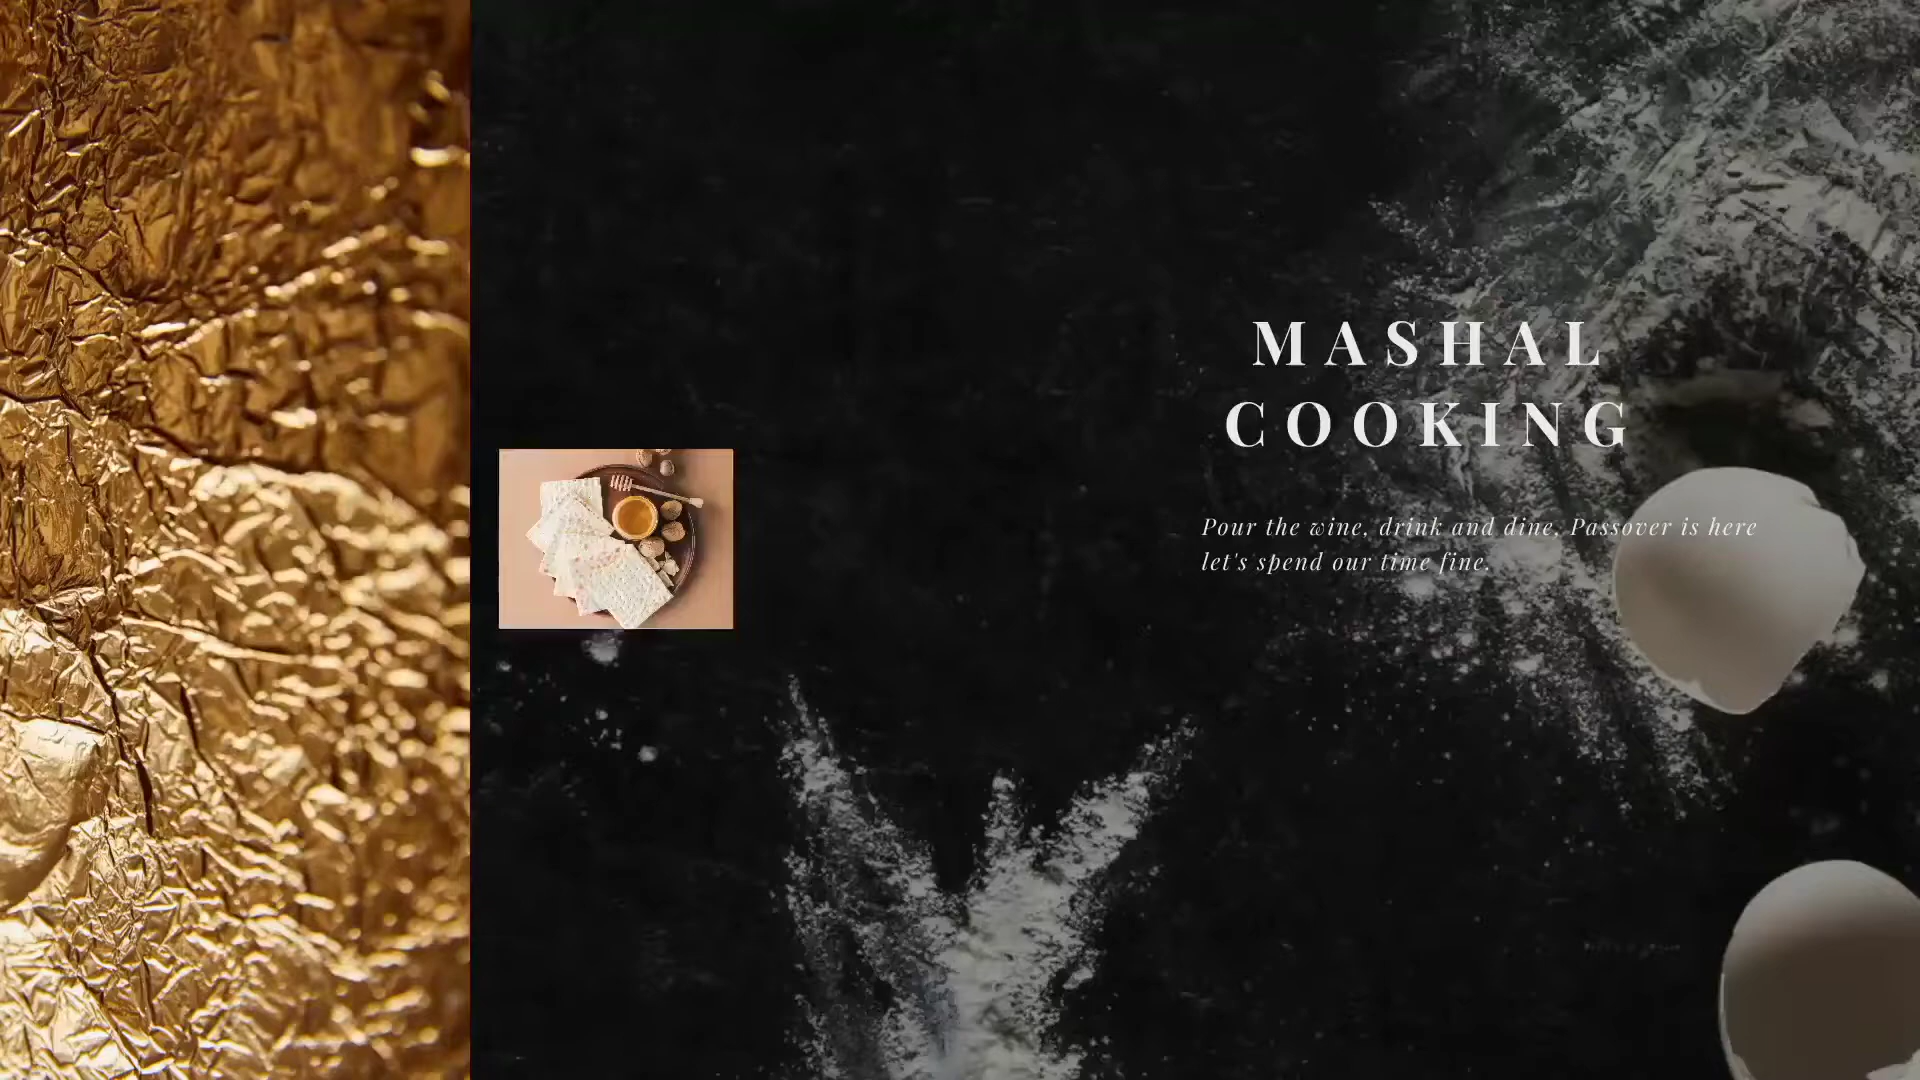 MASHAL
COOKING
Pour the wine, drink and dine, Passover is here
let's spend our time fine.